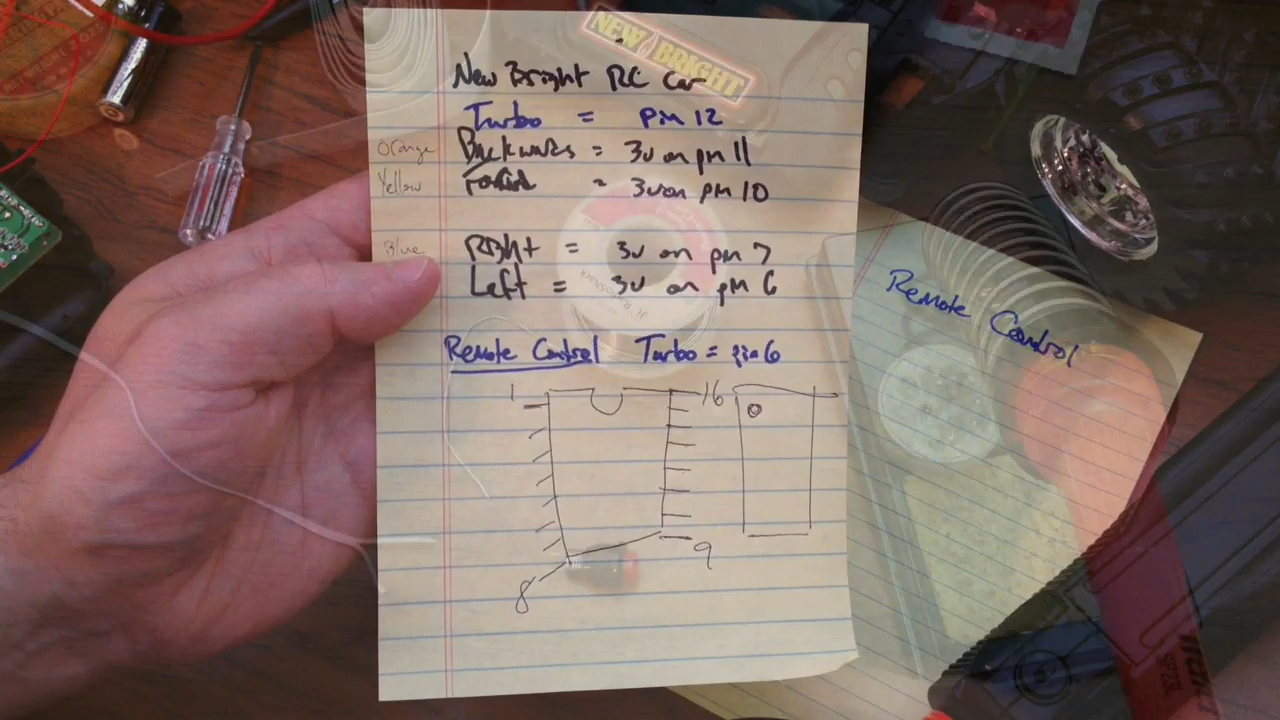 NEW BRIGHT
New Bright RC Car
Turbo = pin 12
Orange Backwards = 3v on pin 11
Yellow Forward = 3v on pin 10
Blue Right = 3v on pin 7
Left = 3v on pin 6
Remote Control Turbo = pin 6
1 16
9
8
Remote Control